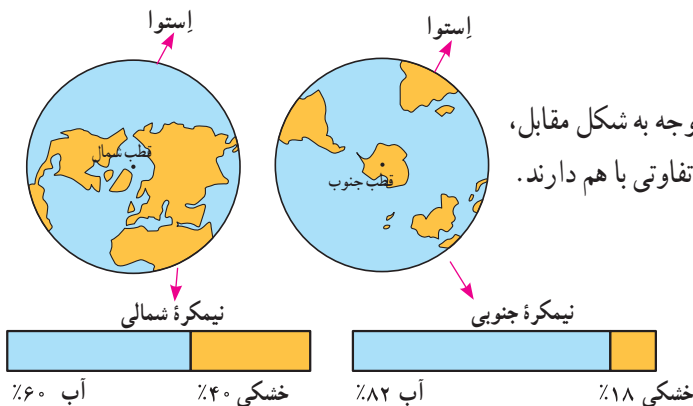 اِستوا
اِستوا
وجه به شکل مقابل،
تفاوتی با هم دارند.
قطب جنوب
قطب شمال
نیمکرهٔ جنوبی
نیمکرهٔ شمالی
خشکی ۱۸٪ آب ۸۲٪
خشکی ۴۰٪ آب ۶۰٪